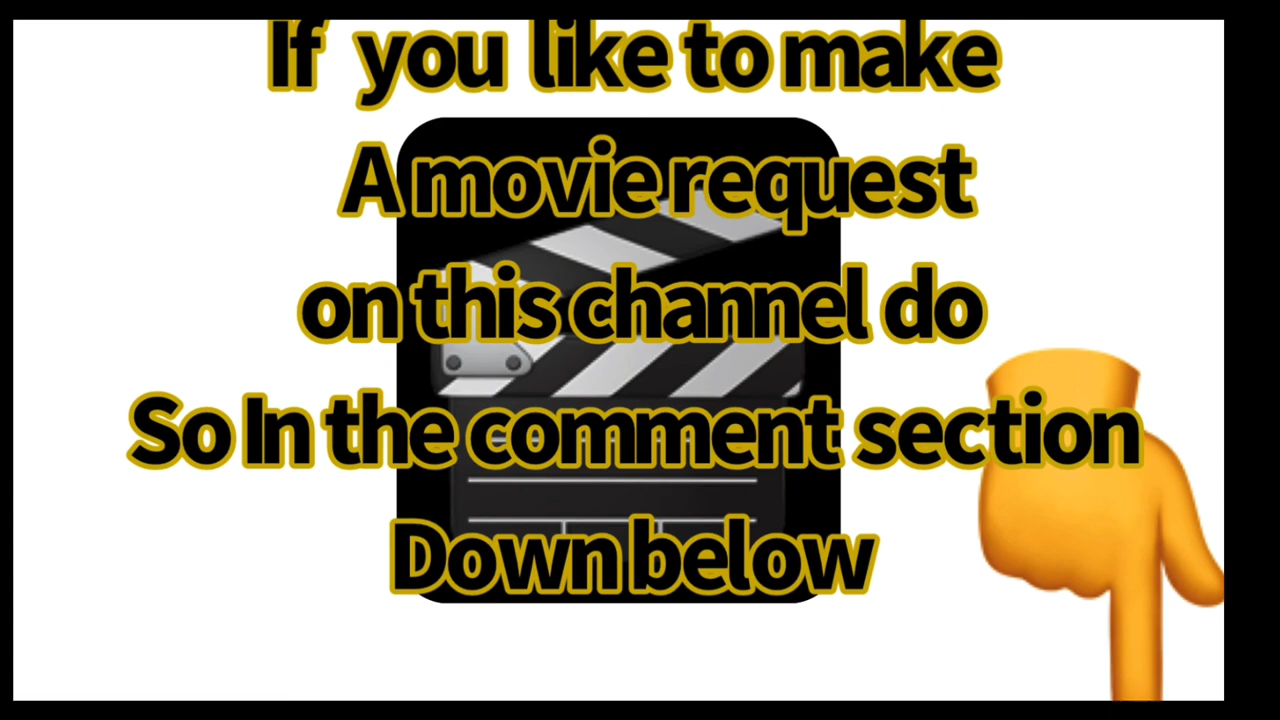 If you like to make
A movie request
on this channel do
So In the comment section
Down below